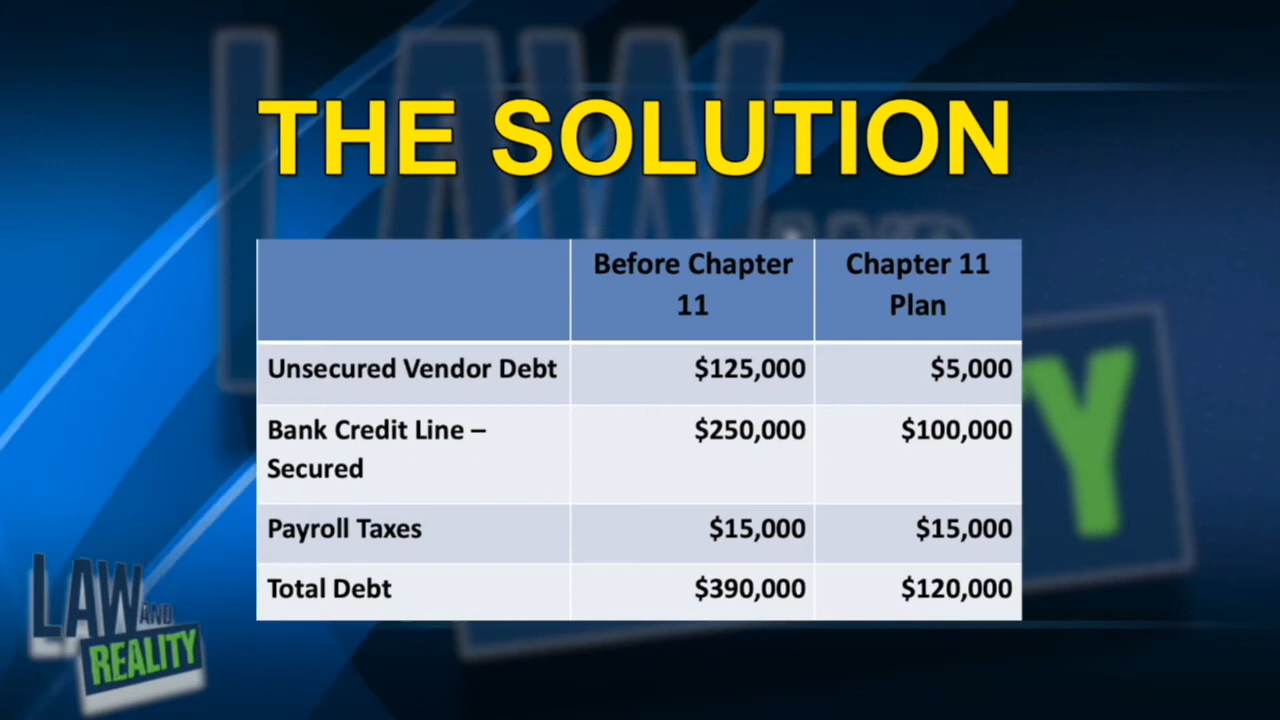 THE SOLUTION
Before Chapter 11
Chapter 11 Plan
Unsecured Vendor Debt $125,000 $5,000
Bank Credit Line – Secured $250,000 $100,000
Payroll Taxes $15,000 $15,000
Total Debt $390,000 $120,000
LAW AND REALITY
LAW AND
Y